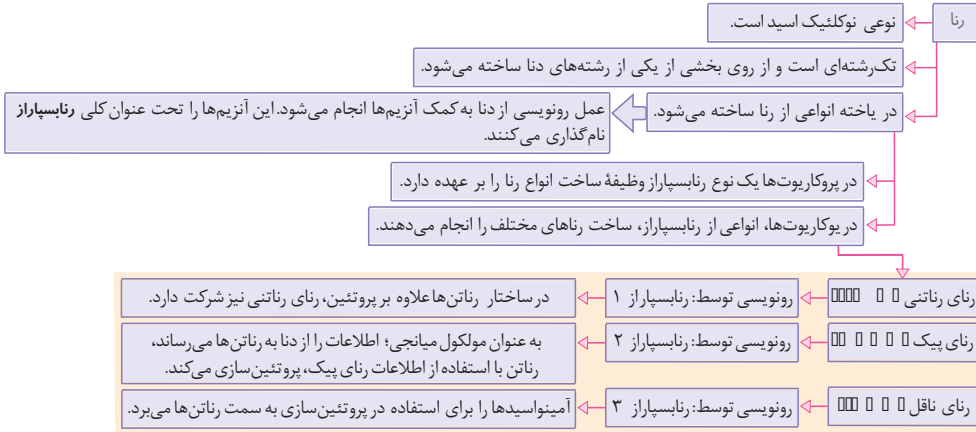 رنا
نوعی نوکلئیک اسید است.
تک‌رشته‌ای است و از روی بخشی از یکی از رشته‌های دنا ساخته می‌شود.
در یاخته انواعی از رنا ساخته می‌شود.
عمل رونویسی از دنا به کمک آنزیم‌ها انجام می‌شود. این آنزیم‌ها را تحت عنوان کلی رنابسپاراز
نام‌گذاری می‌کنند.
در پروکاریوت‌ها یک نوع رنابسپاراز وظیفهٔ ساخت انواع رنا را بر عهده دارد.
در یوکاریوت‌ها، انواعی از رنابسپاراز، ساخت رناهای مختلف را انجام می‌دهند.
رنای رناتنی
رونویسی توسط: رنابسپاراز ۱
در ساختار رناتن‌ها علاوه بر پروتئین، رنای رناتنی نیز شرکت دارد.
رنای پیک
رونویسی توسط: رنابسپاراز ۲
به عنوان مولکول میانجی؛ اطلاعات را از دنا به رناتن‌ها می‌رساند،
رناتن با استفاده از اطلاعات رنای پیک، پروتئین‌سازی می‌کند.
رنای ناقل
رونویسی توسط: رنابسپاراز ۳
آمینواسیدها را برای استفاده در پروتئین‌سازی به سمت رناتن‌ها می‌برد.